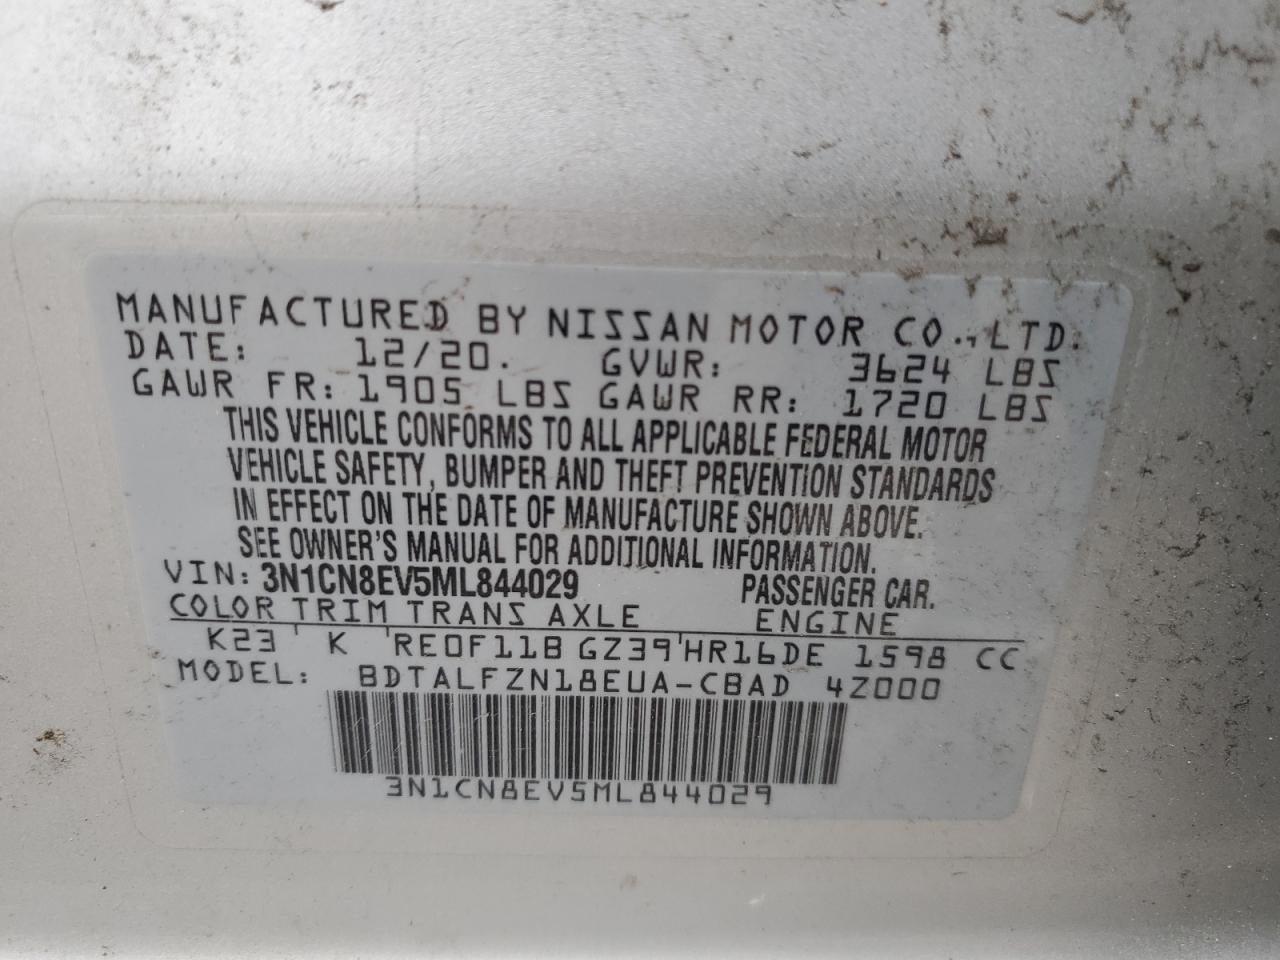 MANUFACTURED BY NISSAN MOTOR CO., LTD.
DATE: 12/20. GVWR: 3624 LBS
GAWR FR: 1905 LBS GAWR RR: 1720 LBS
THIS VEHICLE CONFORMS TO ALL APPLICABLE FEDERAL MOTOR
VEHICLE SAFETY, BUMPER AND THEFT PREVENTION STANDARDS
IN EFFECT ON THE DATE OF MANUFACTURE SHOWN ABOVE.
SEE OWNER'S MANUAL FOR ADDITIONAL INFORMATION.
VIN: 3N1CN8EV5ML844029 PASSENGER CAR.
COLOR TRIM TRANS AXLE ENGINE
K23 K RE0F11B GZ39 HR16DE 1598 CC
MODEL: BDTALFZN18EUA-CBAD 4Z000
3N1CN8EV5ML844029